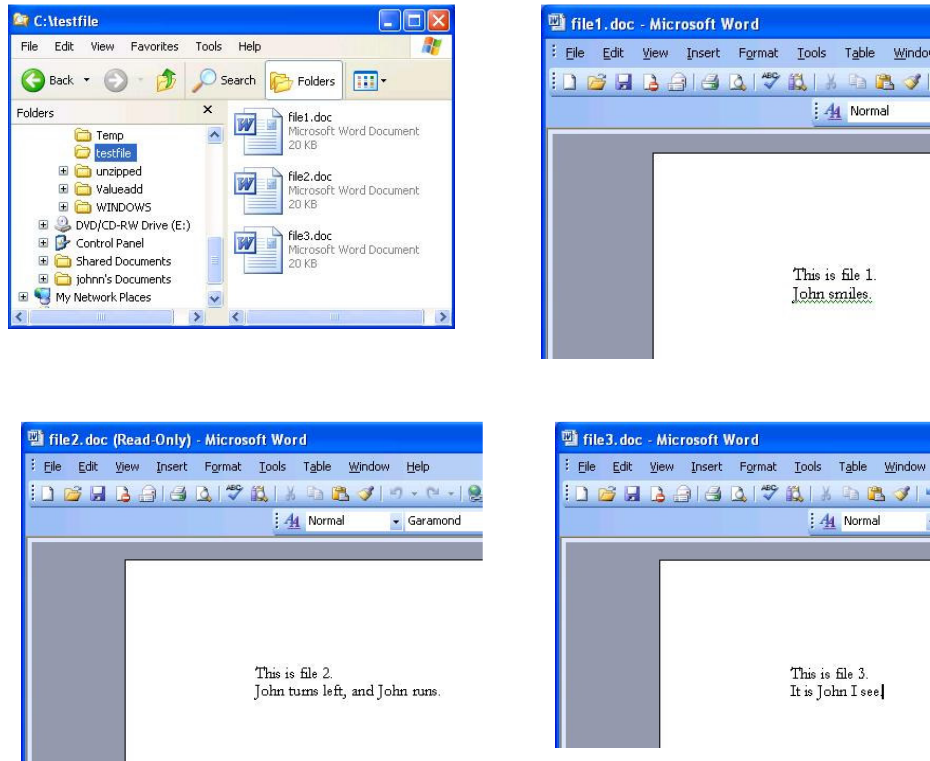 C:\testfile
File Edit View Favorites Tools Help
Back Search Folders
Folders
Temp
testfile
unzipped
Valueadd
WINDOWS
DVD/CD-RW Drive (E:)
Control Panel
Shared Documents
johnn's Documents
My Network Places
file1.doc
Microsoft Word Document
20 KB
file2.doc
Microsoft Word Document
20 KB
file3.doc
Microsoft Word Document
20 KB
file1.doc - Microsoft Word
File Edit View Insert Format Tools Table Windo
Normal
This is file 1.
John smiles.
file2.doc (Read-Only) - Microsoft Word
File Edit View Insert Format Tools Table Window Help
Normal Garamond
This is file 2.
John turns left, and John runs.
file3.doc - Microsoft Word
File Edit View Insert Format Tools Table Window
Normal
This is file 3.
It is John I see.